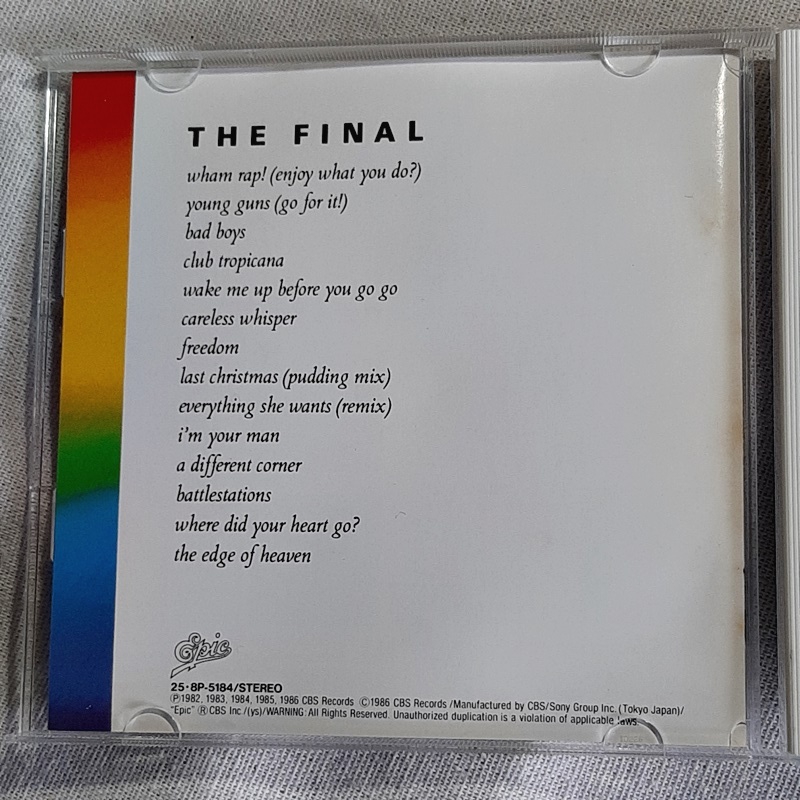 THE FINAL
wham rap! (enjoy what you do?)
young guns (go for it!)
bad boys
club tropicana
wake me up before you go go
careless whisper
freedom
last christmas (pudding mix)
everything she wants (remix)
i'm your man
a different corner
battlestations
where did your heart go?
the edge of heaven
Epic
25·8P-5184/STEREO
Ⓟ1982, 1983, 1984, 1985, 1986 CBS Records ©1986 CBS Records /Manufactured by CBS/Sony Group Inc. (Tokyo Japan)/
"Epic" ® CBS Inc /(ys)/WARNING: All Rights Reserved. Unauthorized duplication is a violation of applicable laws.